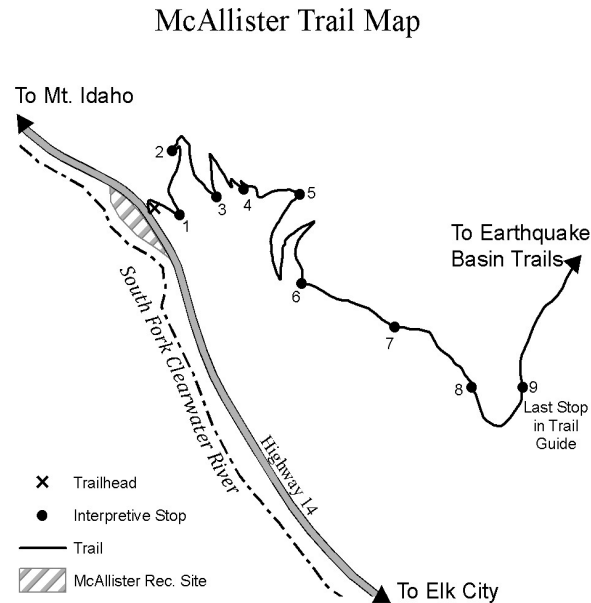 McAllister Trail Map
To Mt. Idaho
2
1
3
4
5
To Earthquake
Basin Trails
6
7
8
9
Last Stop
in Trail
Guide
South Fork Clearwater River
Highway 14
Trailhead
Interpretive Stop
Trail
McAllister Rec. Site
To Elk City